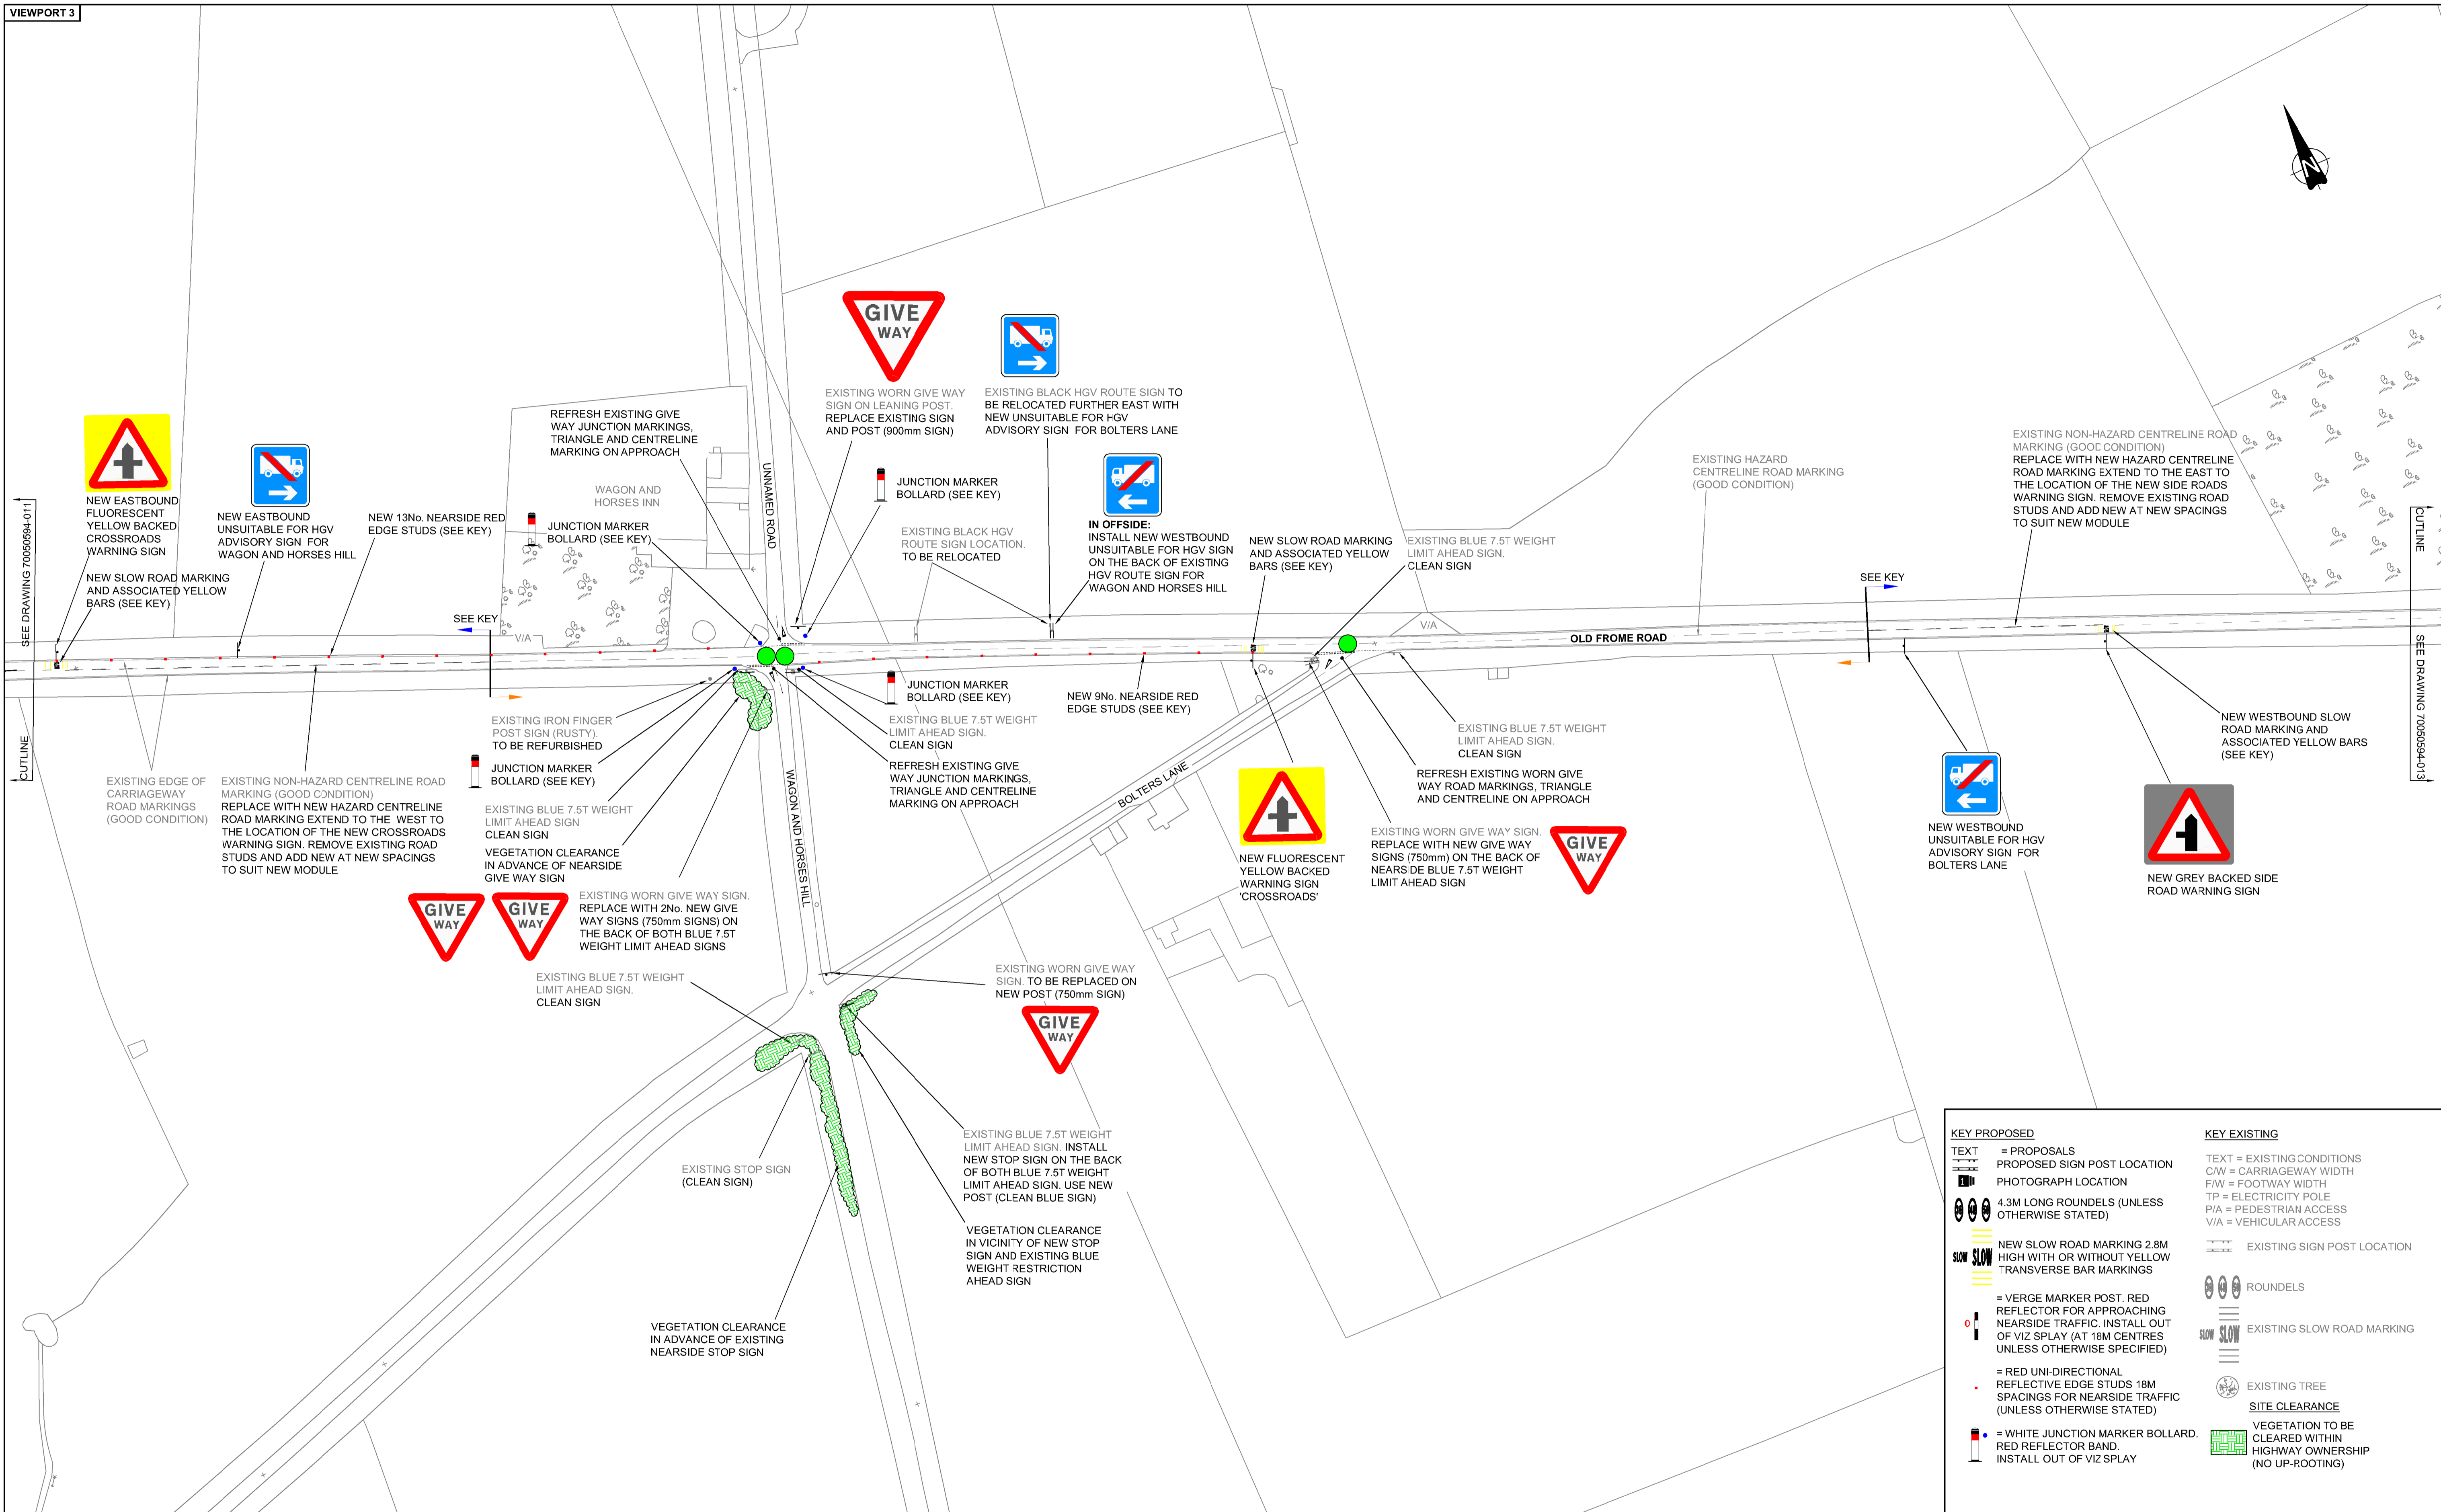 VIEWPORT 3
GIVE
WAY
EXISTING WORN GIVE WAY
SIGN ON LEANING POST.
REPLACE EXISTING SIGN
AND POST (900mm SIGN)
EXISTING BLACK HGV ROUTE SIGN TO
BE RELOCATED FURTHER EAST WITH
NEW UNSUITABLE FOR HGV
ADVISORY SIGN FOR BOLTERS LANE
REFRESH EXISTING GIVE
WAY JUNCTION MARKINGS,
TRIANGLE AND CENTRELINE
MARKING ON APPROACH
WAGON AND
HORSES INN
UNNAMED ROAD
JUNCTION MARKER
BOLLARD (SEE KEY)
JUNCTION MARKER
BOLLARD (SEE KEY)
EXISTING BLACK HGV
ROUTE SIGN LOCATION.
TO BE RELOCATED
IN OFFSIDE:
INSTALL NEW WESTBOUND
UNSUITABLE FOR HGV SIGN
ON THE BACK OF EXISTING
HGV ROUTE SIGN FOR
WAGON AND HORSES HILL
NEW SLOW ROAD MARKING
AND ASSOCIATED YELLOW
BARS (SEE KEY)
EXISTING BLUE 7.5T WEIGHT
LIMIT AHEAD SIGN.
CLEAN SIGN
EXISTING HAZARD
CENTRELINE ROAD MARKING
(GOOD CONDITION)
EXISTING NON-HAZARD CENTRELINE ROAD
MARKING (GOOD CONDITION)
REPLACE WITH NEW HAZARD CENTRELINE
ROAD MARKING EXTEND TO THE EAST TO
THE LOCATION OF THE NEW SIDE ROADS
WARNING SIGN. REMOVE EXISTING ROAD
STUDS AND ADD NEW AT NEW SPACINGS
TO SUIT NEW MODULE
N
NEW EASTBOUND
FLUORESCENT
YELLOW BACKED
CROSSROADS
WARNING SIGN
NEW SLOW ROAD MARKING
AND ASSOCIATED YELLOW
BARS (SEE KEY)
NEW EASTBOUND
UNSUITABLE FOR HGV
ADVISORY SIGN FOR
WAGON AND HORSES HILL
NEW 13No. NEARSIDE RED
EDGE STUDS (SEE KEY)
SEE DRAWING 70050594-011
CUTLINE
SEE KEY
V/A
V/A
OLD FROME ROAD
SEE KEY
CUTLINE
SEE DRAWING 70050594-013
EXISTING EDGE OF
CARRIAGEWAY
ROAD MARKINGS
(GOOD CONDITION)
EXISTING NON-HAZARD CENTRELINE ROAD
MARKING (GOOD CONDITION)
REPLACE WITH NEW HAZARD CENTRELINE
ROAD MARKING EXTEND TO THE WEST TO
THE LOCATION OF THE NEW CROSSROADS
WARNING SIGN. REMOVE EXISTING ROAD
STUDS AND ADD NEW AT NEW SPACINGS
TO SUIT NEW MODULE
EXISTING IRON FINGER
POST SIGN (RUSTY).
TO BE REFURBISHED
JUNCTION MARKER
BOLLARD (SEE KEY)
EXISTING BLUE 7.5T WEIGHT
LIMIT AHEAD SIGN
CLEAN SIGN
VEGETATION CLEARANCE
IN ADVANCE OF NEARSIDE
GIVE WAY SIGN
GIVE
WAY
GIVE
WAY
EXISTING WORN GIVE WAY SIGN.
REPLACE WITH 2No. NEW GIVE
WAY SIGNS (750mm SIGNS) ON
THE BACK OF BOTH BLUE 7.5T
WEIGHT LIMIT AHEAD SIGNS
WAGON AND HORSES HILL
JUNCTION MARKER
BOLLARD (SEE KEY)
EXISTING BLUE 7.5T WEIGHT
LIMIT AHEAD SIGN.
CLEAN SIGN
REFRESH EXISTING GIVE
WAY JUNCTION MARKINGS,
TRIANGLE AND CENTRELINE
MARKING ON APPROACH
NEW 9No. NEARSIDE RED
EDGE STUDS (SEE KEY)
BOLTERS LANE
NEW FLUORESCENT
YELLOW BACKED
WARNING SIGN
'CROSSROADS'
EXISTING BLUE 7.5T WEIGHT
LIMIT AHEAD SIGN.
CLEAN SIGN
REFRESH EXISTING WORN GIVE
WAY ROAD MARKINGS, TRIANGLE
AND CENTRELINE ON APPROACH
EXISTING WORN GIVE WAY SIGN.
REPLACE WITH NEW GIVE WAY
SIGNS (750mm) ON THE BACK OF
NEARSIDE BLUE 7.5T WEIGHT
LIMIT AHEAD SIGN
GIVE
WAY
NEW WESTBOUND
UNSUITABLE FOR HGV
ADVISORY SIGN FOR
BOLTERS LANE
NEW WESTBOUND SLOW
ROAD MARKING AND
ASSOCIATED YELLOW BARS
(SEE KEY)
NEW GREY BACKED SIDE
ROAD WARNING SIGN
EXISTING BLUE 7.5T WEIGHT
LIMIT AHEAD SIGN.
CLEAN SIGN
EXISTING WORN GIVE WAY
SIGN. TO BE REPLACED ON
NEW POST (750mm SIGN)
GIVE
WAY
EXISTING STOP SIGN
(CLEAN SIGN)
EXISTING BLUE 7.5T WEIGHT
LIMIT AHEAD SIGN. INSTALL
NEW STOP SIGN ON THE BACK
OF BOTH BLUE 7.5T WEIGHT
LIMIT AHEAD SIGN. USE NEW
POST (CLEAN BLUE SIGN)
VEGETATION CLEARANCE
IN VICINITY OF NEW STOP
SIGN AND EXISTING BLUE
WEIGHT RESTRICTION
AHEAD SIGN
VEGETATION CLEARANCE
IN ADVANCE OF EXISTING
NEARSIDE STOP SIGN
KEY PROPOSED
TEXT = PROPOSALS
PROPOSED SIGN POST LOCATION
1 PHOTOGRAPH LOCATION
4.3M LONG ROUNDELS (UNLESS
OTHERWISE STATED)
SLOW SLOW
NEW SLOW ROAD MARKING 2.8M
HIGH WITH OR WITHOUT YELLOW
TRANSVERSE BAR MARKINGS
= VERGE MARKER POST. RED
REFLECTOR FOR APPROACHING
NEARSIDE TRAFFIC. INSTALL OUT
OF VIZ SPLAY (AT 18M CENTRES
UNLESS OTHERWISE SPECIFIED)
= RED UNI-DIRECTIONAL
REFLECTIVE EDGE STUDS 18M
SPACINGS FOR NEARSIDE TRAFFIC
(UNLESS OTHERWISE STATED)
= WHITE JUNCTION MARKER BOLLARD.
RED REFLECTOR BAND.
INSTALL OUT OF VIZ SPLAY
KEY EXISTING
TEXT = EXISTING CONDITIONS
C/W = CARRIAGEWAY WIDTH
F/W = FOOTWAY WIDTH
TP = ELECTRICITY POLE
P/A = PEDESTRIAN ACCESS
V/A = VEHICULAR ACCESS
EXISTING SIGN POST LOCATION
ROUNDELS
SLOW SLOW EXISTING SLOW ROAD MARKING
EXISTING TREE
SITE CLEARANCE
VEGETATION TO BE
CLEARED WITHIN
HIGHWAY OWNERSHIP
(NO UP-ROOTING)